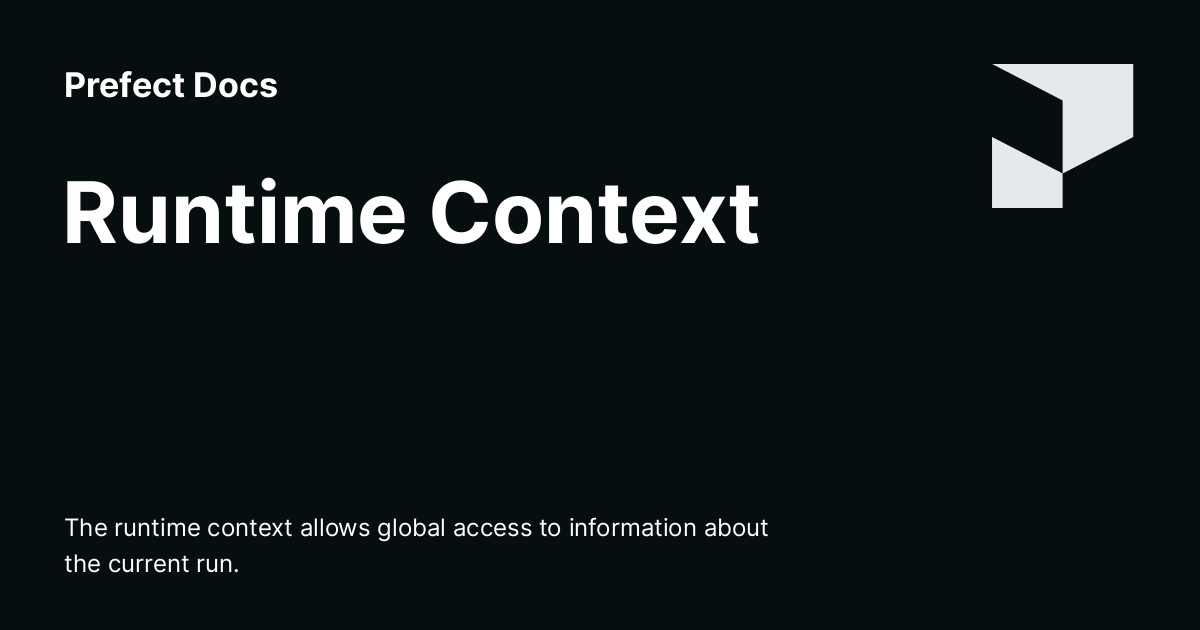 Prefect Docs
Runtime Context
The runtime context allows global access to information about
the current run.